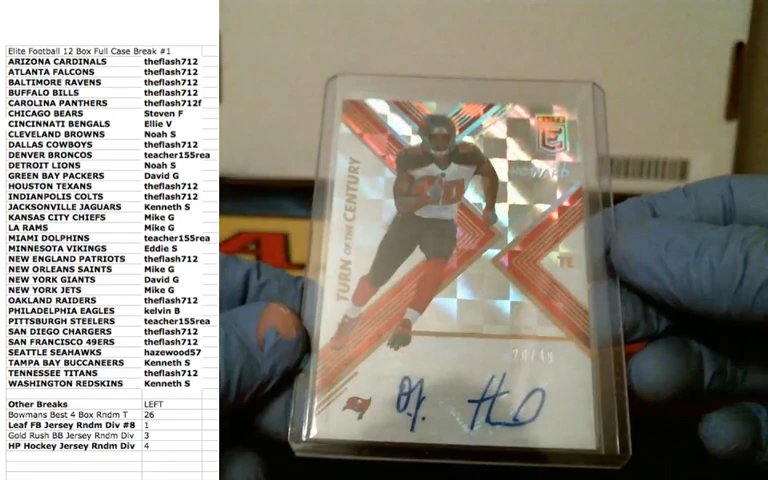 Elite Football 12 Box Full Case Break #1
ARIZONA CARDINALS theflash712
ATLANTA FALCONS theflash712
BALTIMORE RAVENS theflash712
BUFFALO BILLS theflash712
CAROLINA PANTHERS theflash712f
CHICAGO BEARS Steven F
CINCINNATI BENGALS Ellie V
CLEVELAND BROWNS Noah S
DALLAS COWBOYS theflash712
DENVER BRONCOS teacher155rea
DETROIT LIONS Noah S
GREEN BAY PACKERS David G
HOUSTON TEXANS theflash712
INDIANPOLIS COLTS theflash712
JACKSONVILLE JAGUARS Kenneth S
KANSAS CITY CHIEFS Mike G
LA RAMS Mike G
MIAMI DOLPHINS teacher155rea
MINNESOTA VIKINGS Eddie S
NEW ENGLAND PATRIOTS theflash712
NEW ORLEANS SAINTS Mike G
NEW YORK GIANTS David G
NEW YORK JETS Mike G
OAKLAND RAIDERS theflash712
PHILADELPHIA EAGLES kelvin B
PITTSBURGH STEELERS teacher155rea
SAN DIEGO CHARGERS theflash712
SAN FRANCISCO 49ERS theflash712
SEATTLE SEAHAWKS hazewood57
TAMPA BAY BUCCANEERS Kenneth S
TENNESSEE TITANS theflash712
WASHINGTON REDSKINS Kenneth S
Other Breaks LEFT
Bowmans Best 4 Box Rndm T 26
Leaf FB Jersey Rndm Div #8 1
Gold Rush BB Jersey Rndm Div 3
HP Hockey Jersey Rndm Div 4
TURN OF THE CENTURY
HOWARD
TE
O.J. H